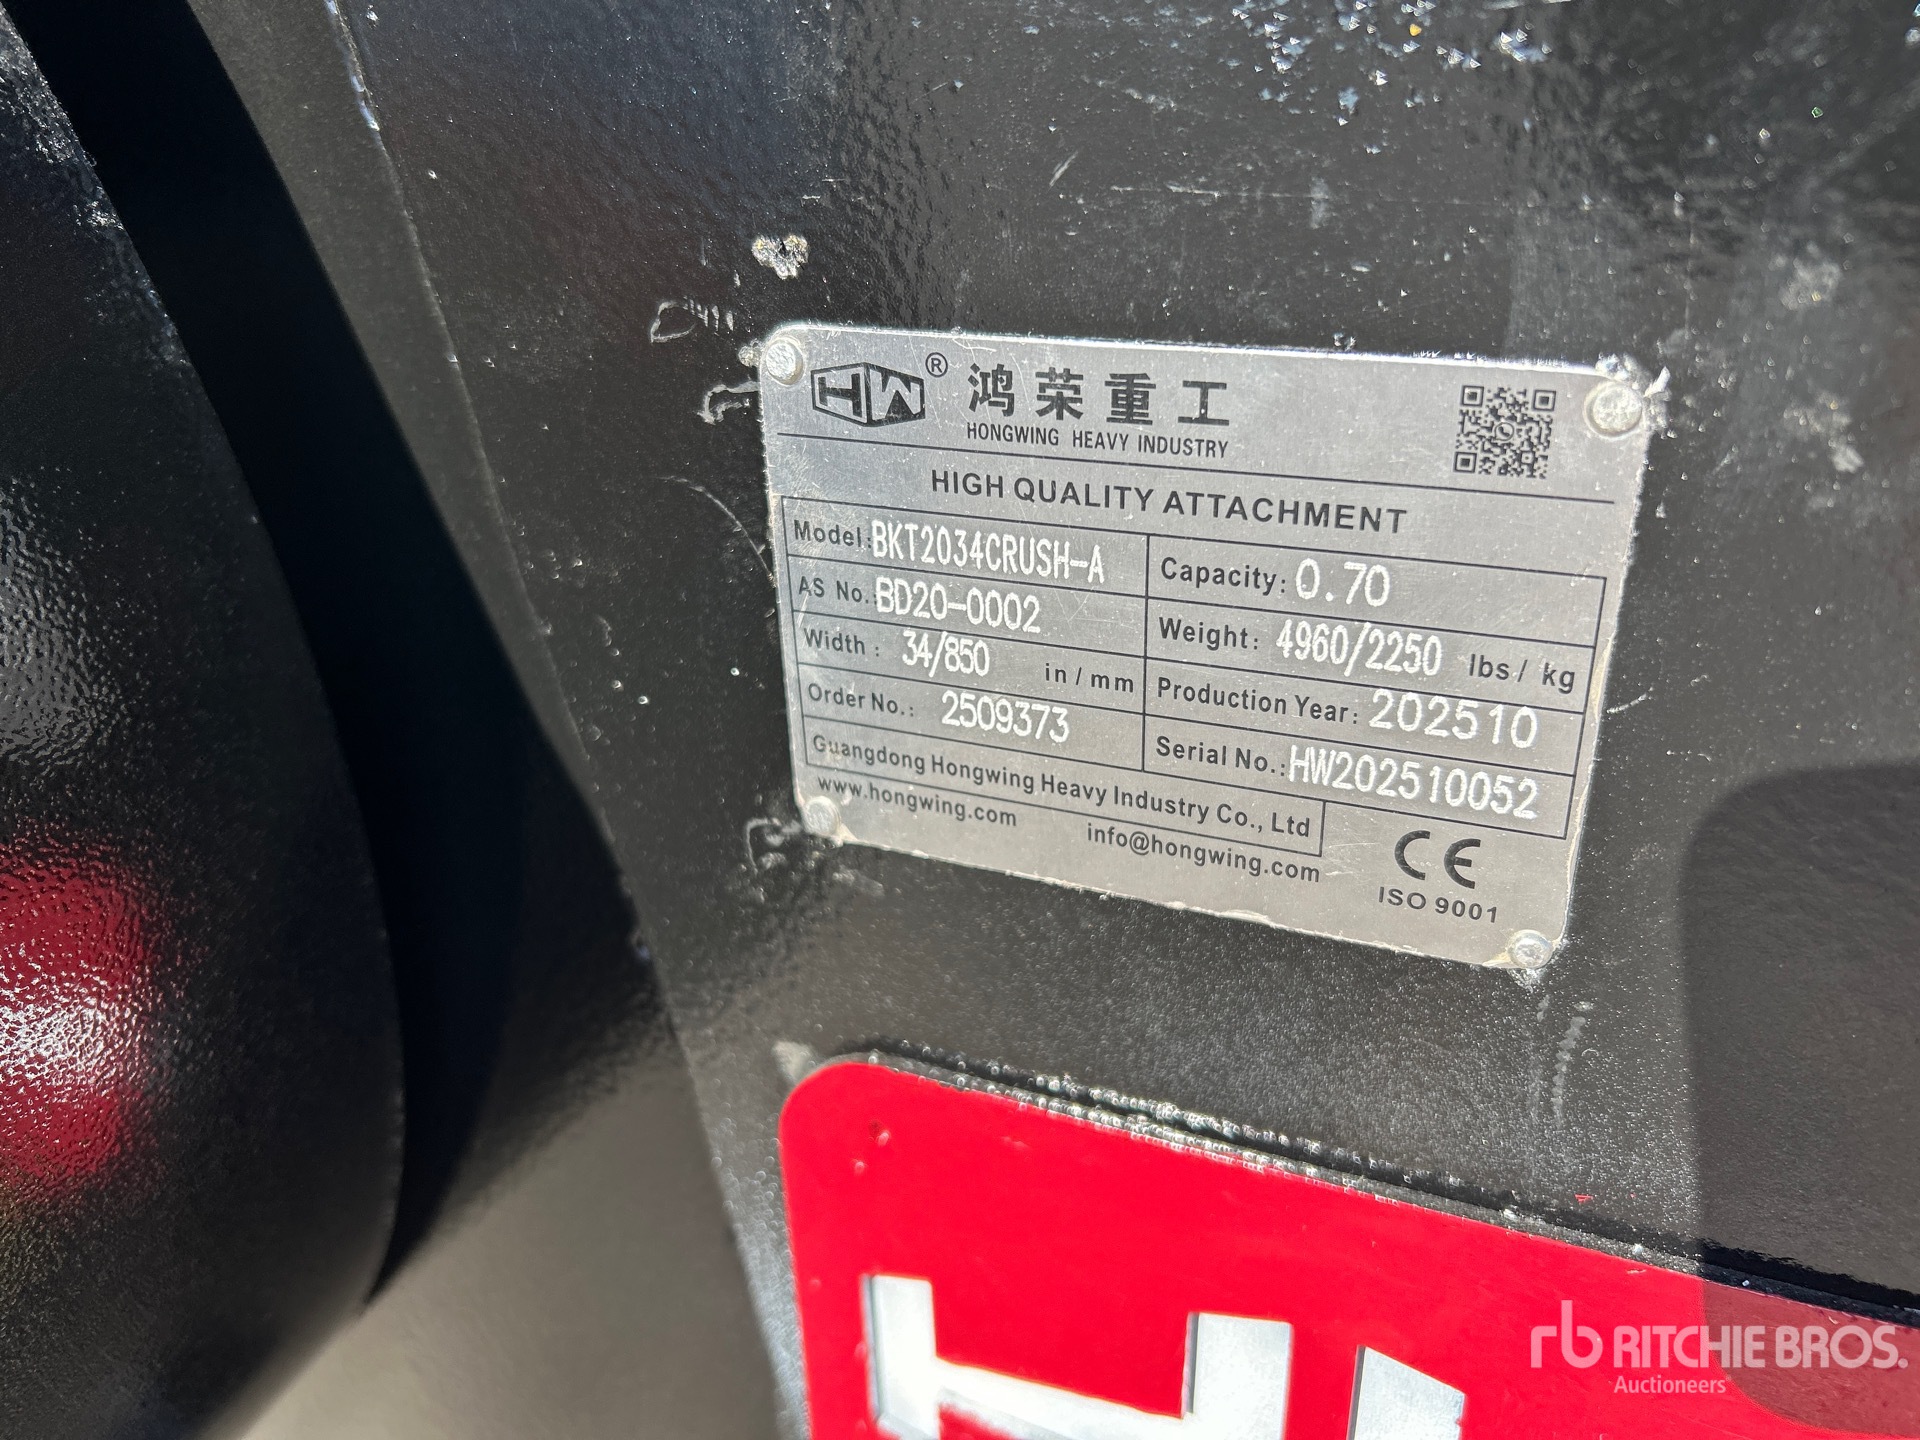 HW® 鸿荣重工
HONGWING HEAVY INDUSTRY
HIGH QUALITY ATTACHMENT
Model: BKT2034CRUSH-A
Capacity: 0.70
AS No.: BD20-0002
Weight: 4960/2250 lbs / kg
Width: 34/850 in / mm
Production Year: 202510
Order No.: 2509373
Serial No.: HW202510052
Guangdong Hongwing Heavy Industry Co., Ltd
www.hongwing.com info@hongwing.com
CE
ISO 9001
rb RITCHIE BROS.
Auctioneers